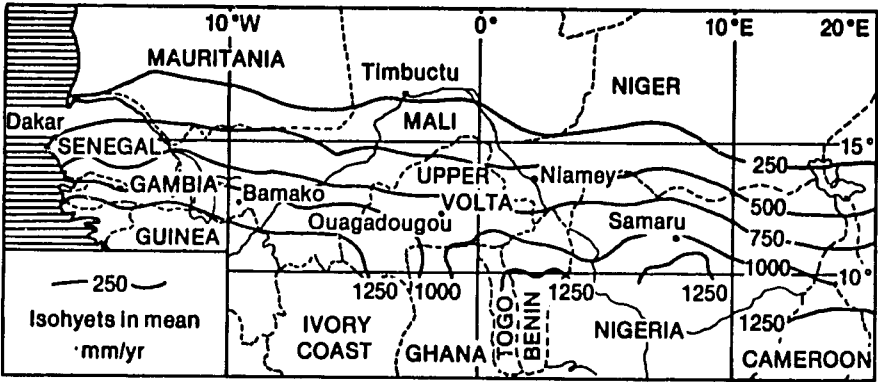 10°W
0°
10°E
20°E
MAURITANIA
Timbuctu
NIGER
MALI
Dakar
15°
SENEGAL
250
GAMBIA
UPPER
VOLTA
Niamey
Bamako
500
Ouagadougou
Samaru
750
GUINEA
1000
10°
250
1250
1000
1250
1250
Isohyets in mean
mm/yr
IVORY
COAST
GHANA
TOGO
BENIN
NIGERIA
1250
CAMEROON